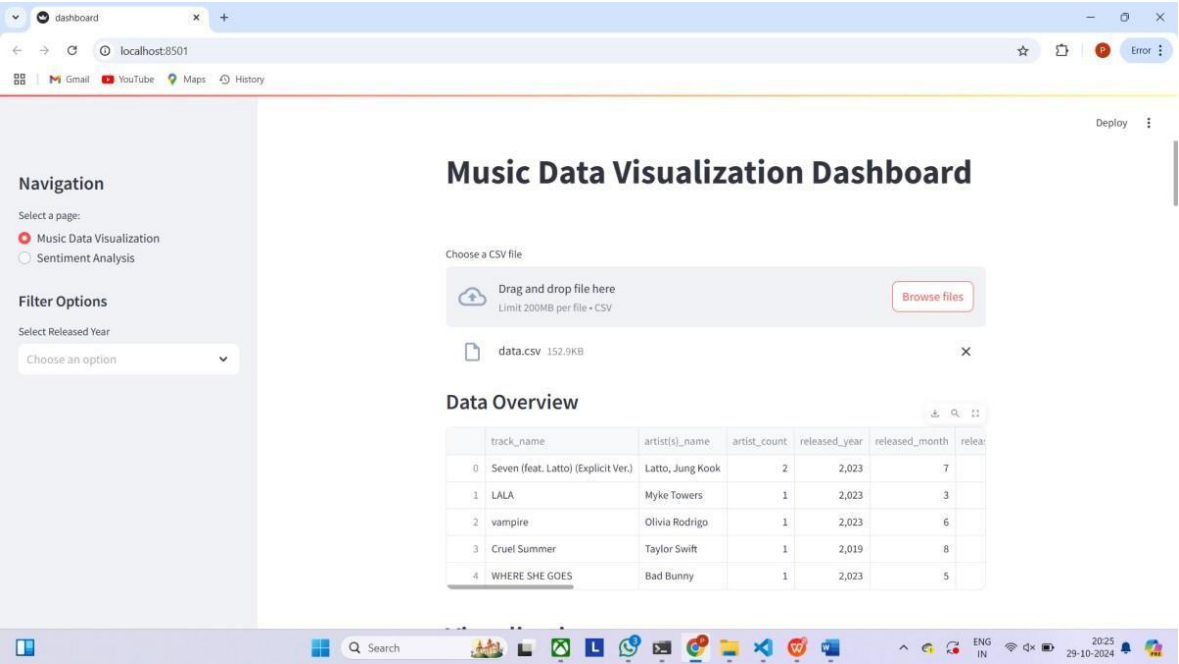 dashboard
localhost:8501
Error
Gmail YouTube Maps History
Deploy
Navigation
Select a page:
Music Data Visualization
Sentiment Analysis
Filter Options
Select Released Year
Choose an option
Music Data Visualization Dashboard
Choose a CSV file
Drag and drop file here
Limit 200MB per file • CSV
Browse files
data.csv 152.9KB
Data Overview
track_name artist(s)_name artist_count released_year released_month
0 Seven (feat. Latto) (Explicit Ver.) Latto, Jung Kook 2 2,023 7
1 LALA Myke Towers 1 2,023 3
2 vampire Olivia Rodrigo 1 2,023 6
3 Cruel Summer Taylor Swift 1 2,019 8
4 WHERE SHE GOES Bad Bunny 1 2,023 5
Search
ENG
IN
20:25
29-10-2024